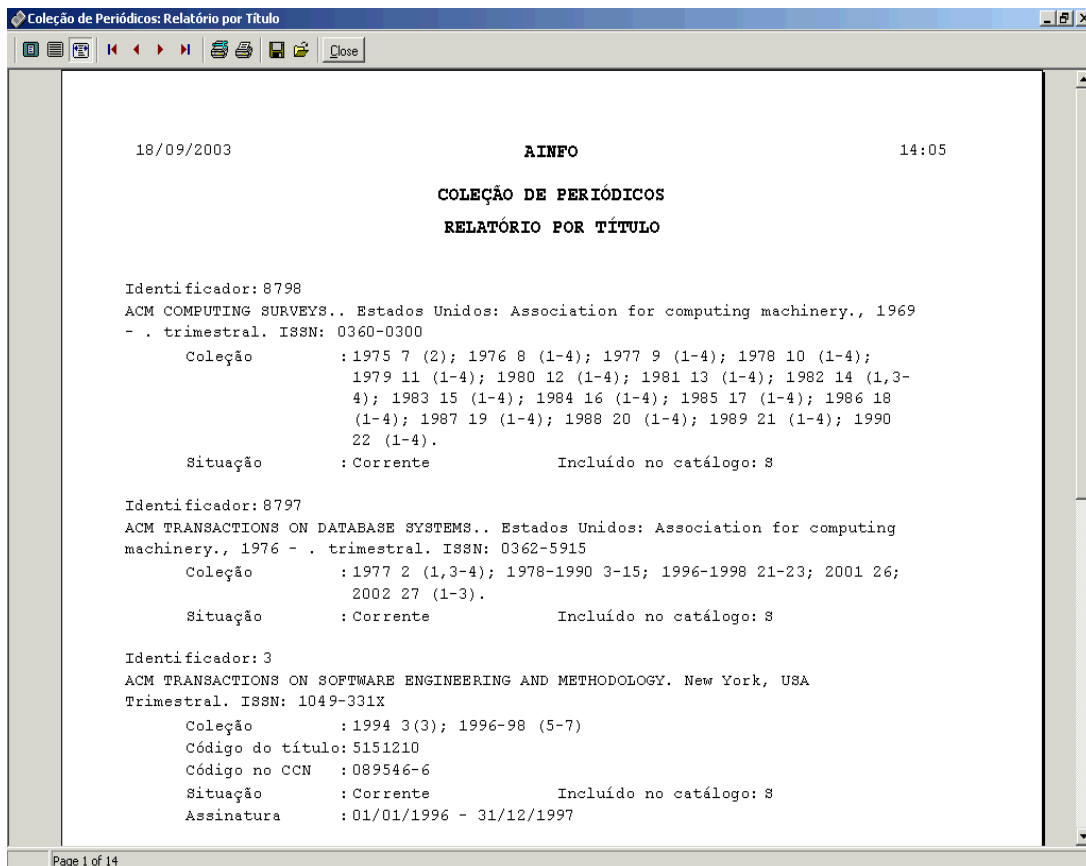 Coleção de Periódicos: Relatório por Título
Close
18/09/2003 AINFO 14:05
COLEÇÃO DE PERIÓDICOS
RELATÓRIO POR TÍTULO
Identificador: 8798
ACM COMPUTING SURVEYS.. Estados Unidos: Association for computing machinery., 1969
- . trimestral. ISSN: 0360-0300
Coleção : 1975 7 (2); 1976 8 (1-4); 1977 9 (1-4); 1978 10 (1-4);
1979 11 (1-4); 1980 12 (1-4); 1981 13 (1-4); 1982 14 (1,3-
4); 1983 15 (1-4); 1984 16 (1-4); 1985 17 (1-4); 1986 18
(1-4); 1987 19 (1-4); 1988 20 (1-4); 1989 21 (1-4); 1990
22 (1-4).
Situação : Corrente Incluído no catálogo: S
Identificador: 8797
ACM TRANSACTIONS ON DATABASE SYSTEMS.. Estados Unidos: Association for computing
machinery., 1976 - . trimestral. ISSN: 0362-5915
Coleção : 1977 2 (1,3-4); 1978-1990 3-15; 1996-1998 21-23; 2001 26;
2002 27 (1-3).
Situação : Corrente Incluído no catálogo: S
Identificador: 3
ACM TRANSACTIONS ON SOFTWARE ENGINEERING AND METHODOLOGY. New York, USA
Trimestral. ISSN: 1049-331X
Coleção : 1994 3(3); 1996-98 (5-7)
Código do título: 5151210
Código no CCN : 089546-6
Situação : Corrente Incluído no catálogo: S
Assinatura : 01/01/1996 - 31/12/1997
Page 1 of 14